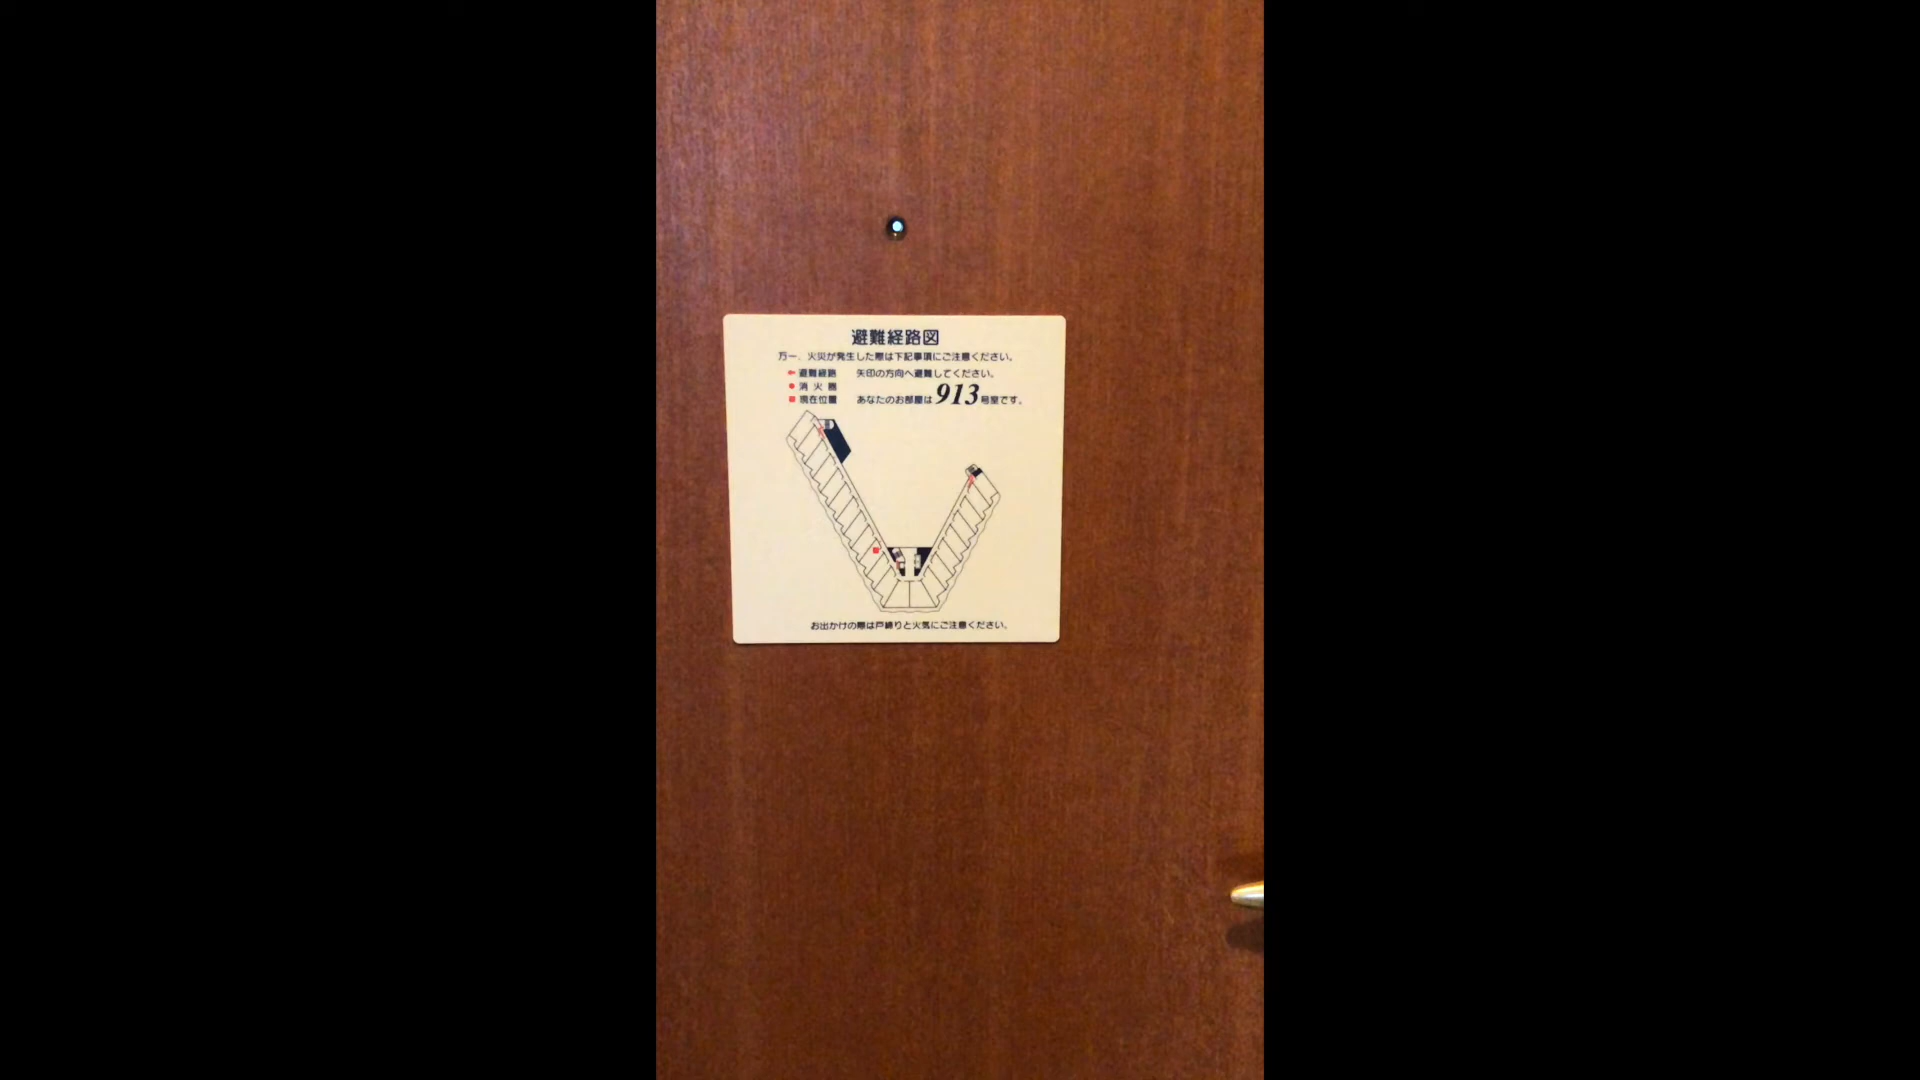 避難経路図
万一、火災が発生した際は下記事項にご注意ください。
避難経路 矢印の方向へ避難してください。
消火器
現在位置 あなたのお部屋は913号室です。
お出かけの際は戸締りと火気にご注意ください。